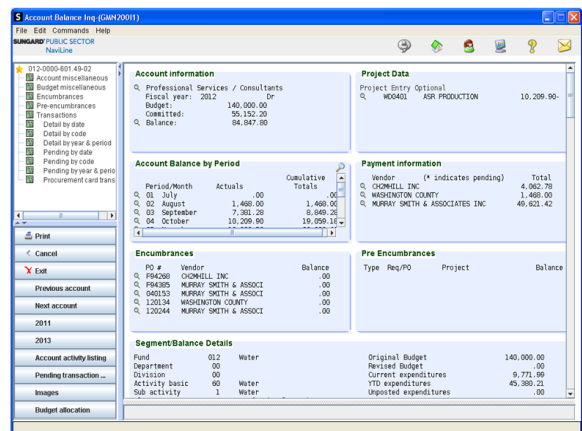 S Account Balance Inq-(GMN20011)
File Edit Commands Help
SUNGARD' PUBLIC SECTOR
NaviLine
012-0000-601.49-02
Account miscellaneous
Budget miscellaneous
Encumbrances
Pre-encumbrances
Transactions
Detail by date
Detail by code
Detail by year & period
Pending by date
Pending by code
Pending by year & perio
Procurement card trans
Print
Cancel
Exit
Previous account
Next account
2011
2013
Account activity listing
Pending transaction ...
Images
Budget allocation
Account information
Professional Services / Consultants
Fiscal year: 2012 Dr
Budget: 140,000.00
Committed: 55,152.20
Balance: 84,847.80
Project Data
Project Entry Optional
WD0401 ASR PRODUCTION 10,209.90-
Account Balance by Period
Cumulative
Period/Month Actuals Totals
01 July .00 .00
02 August 1,468.00 1,468.00
03 September 7,381.28 8,849.28
04 October 10,209.90 19,059.18
Payment information
Vendor (* indicates pending) Total
CH2MHILL INC 4,062.78
WASHINGTON COUNTY 1,468.00
MURRAY SMITH & ASSOCIATES INC 49,621.42
Encumbrances
PO # Vendor Balance
F94268 CH2MHILL INC .00
F94385 MURRAY SMITH & ASSOCI .00
040153 MURRAY SMITH & ASSOCI .00
120134 WASHINGTON COUNTY .00
120244 MURRAY SMITH & ASSOCI .00
Pre Encumbrances
Type Req/PO Project Balance
Segment/Balance Details
Fund 012 Water Original Budget 140,000.00
Department 00 Revised Budget .00
Division 00 Current expenditures 9,771.99
Activity basic 60 Water YTD expenditures 45,380.21
Sub activity 1 Water Unposted expenditures .00